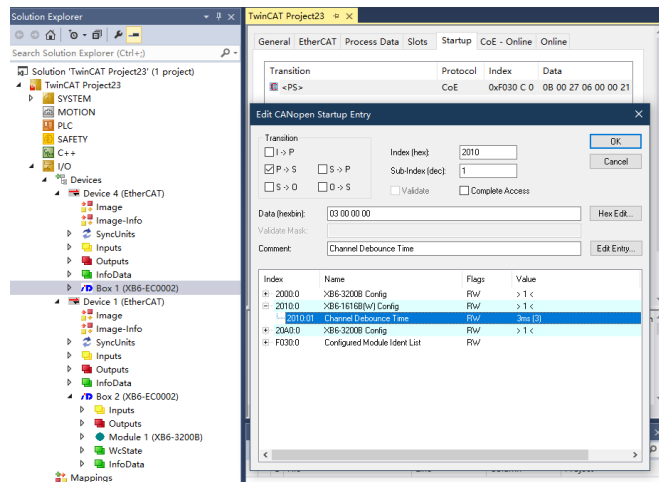 Solution Explorer
Search Solution Explorer (Ctrl+;)
Solution 'TwinCAT Project23' (1 project)
TwinCAT Project23
SYSTEM
MOTION
PLC
SAFETY
C++
I/O
Devices
Device 4 (EtherCAT)
Image
Image-Info
SyncUnits
Inputs
Outputs
InfoData
Box 1 (XB6-EC0002)
Device 1 (EtherCAT)
Image
Image-Info
SyncUnits
Inputs
Outputs
InfoData
Box 2 (XB6-EC0002)
Inputs
Outputs
Module 1 (XB6-3200B)
WcState
InfoData
Mappings
TwinCAT Project23
General EtherCAT Process Data Slots Startup CoE - Online Online
Transition Protocol Index Data
<PS> CoE 0xF030 C 0 0B 00 27 06 00 00 21
Edit CANopen Startup Entry
Transition
I -> P
P -> S S -> P
S -> O O -> S
Index (hex): 2010
Sub-Index (dec): 1
Validate Complete Access
OK
Cancel
Data (hexbin): 03 00 00 00 Hex Edit...
Validate Mask:
Comment: Channel Debounce Time Edit Entry...
Index Name Flags Value
2000:0 XB6-3200B Config RW > 1 <
2010:0 XB6-1616B(W) Config RW > 1 <
2010:01 Channel Debounce Time RW 3ms (3)
20A0:0 XB6-3200B Config RW > 1 <
F030:0 Configured Module Ident List RW